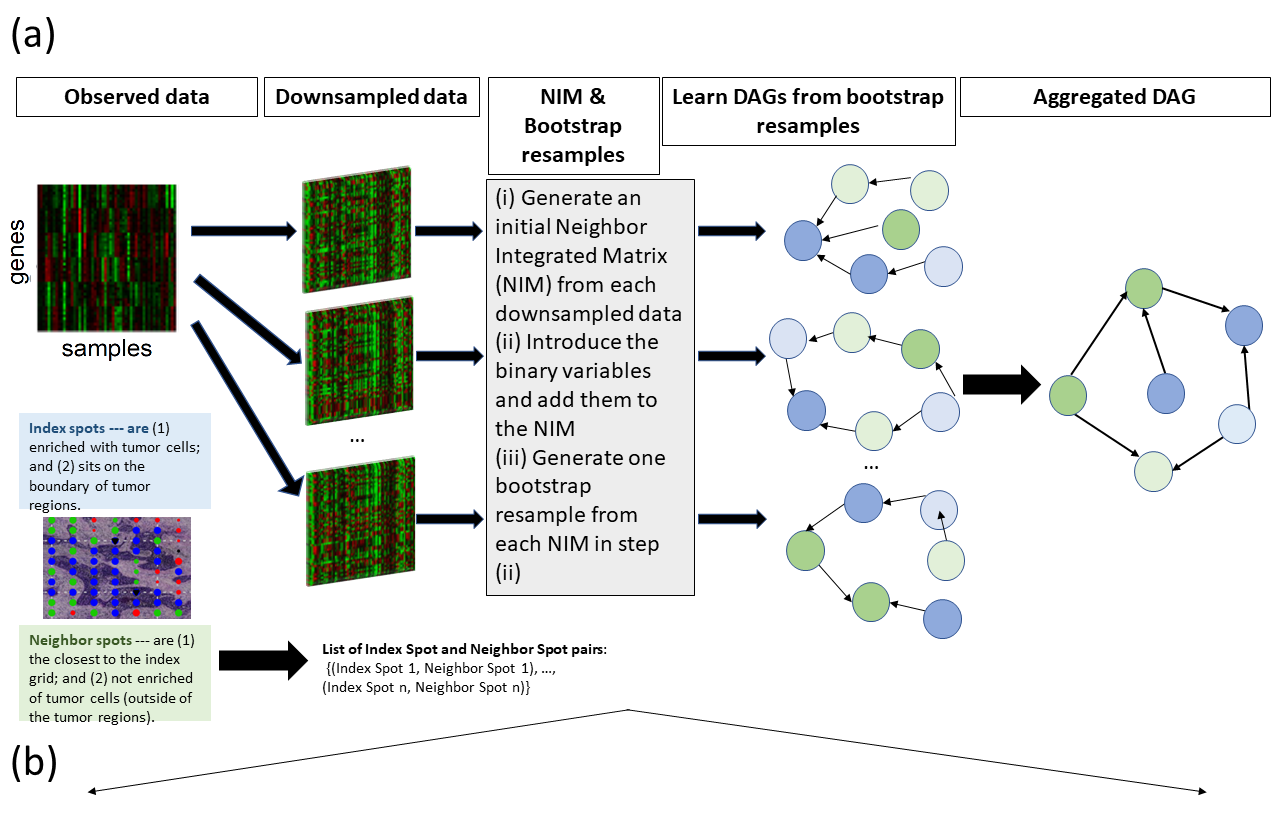 (a)
Observed data
Downsampled data
NIM &
Bootstrap
resamples
Learn DAGs from bootstrap
resamples
Aggregated DAG
genes
samples
(i) Generate an
initial Neighbor
Integrated Matrix
(NIM) from each
downsampled data
(ii) Introduce the
binary variables
and add them to
the NIM
(iii) Generate one
bootstrap
resample from
each NIM in step
(ii)
...
...
Index spots --- are (1)
enriched with tumor cells;
and (2) sits on the
boundary of tumor
regions.
Neighbor spots --- are (1)
the closest to the index
grid; and (2) not enriched
of tumor cells (outside of
the tumor regions).
List of Index Spot and Neighbor Spot pairs:
{(Index Spot 1, Neighbor Spot 1), ...,
(Index Spot n, Neighbor Spot n)}
(b)